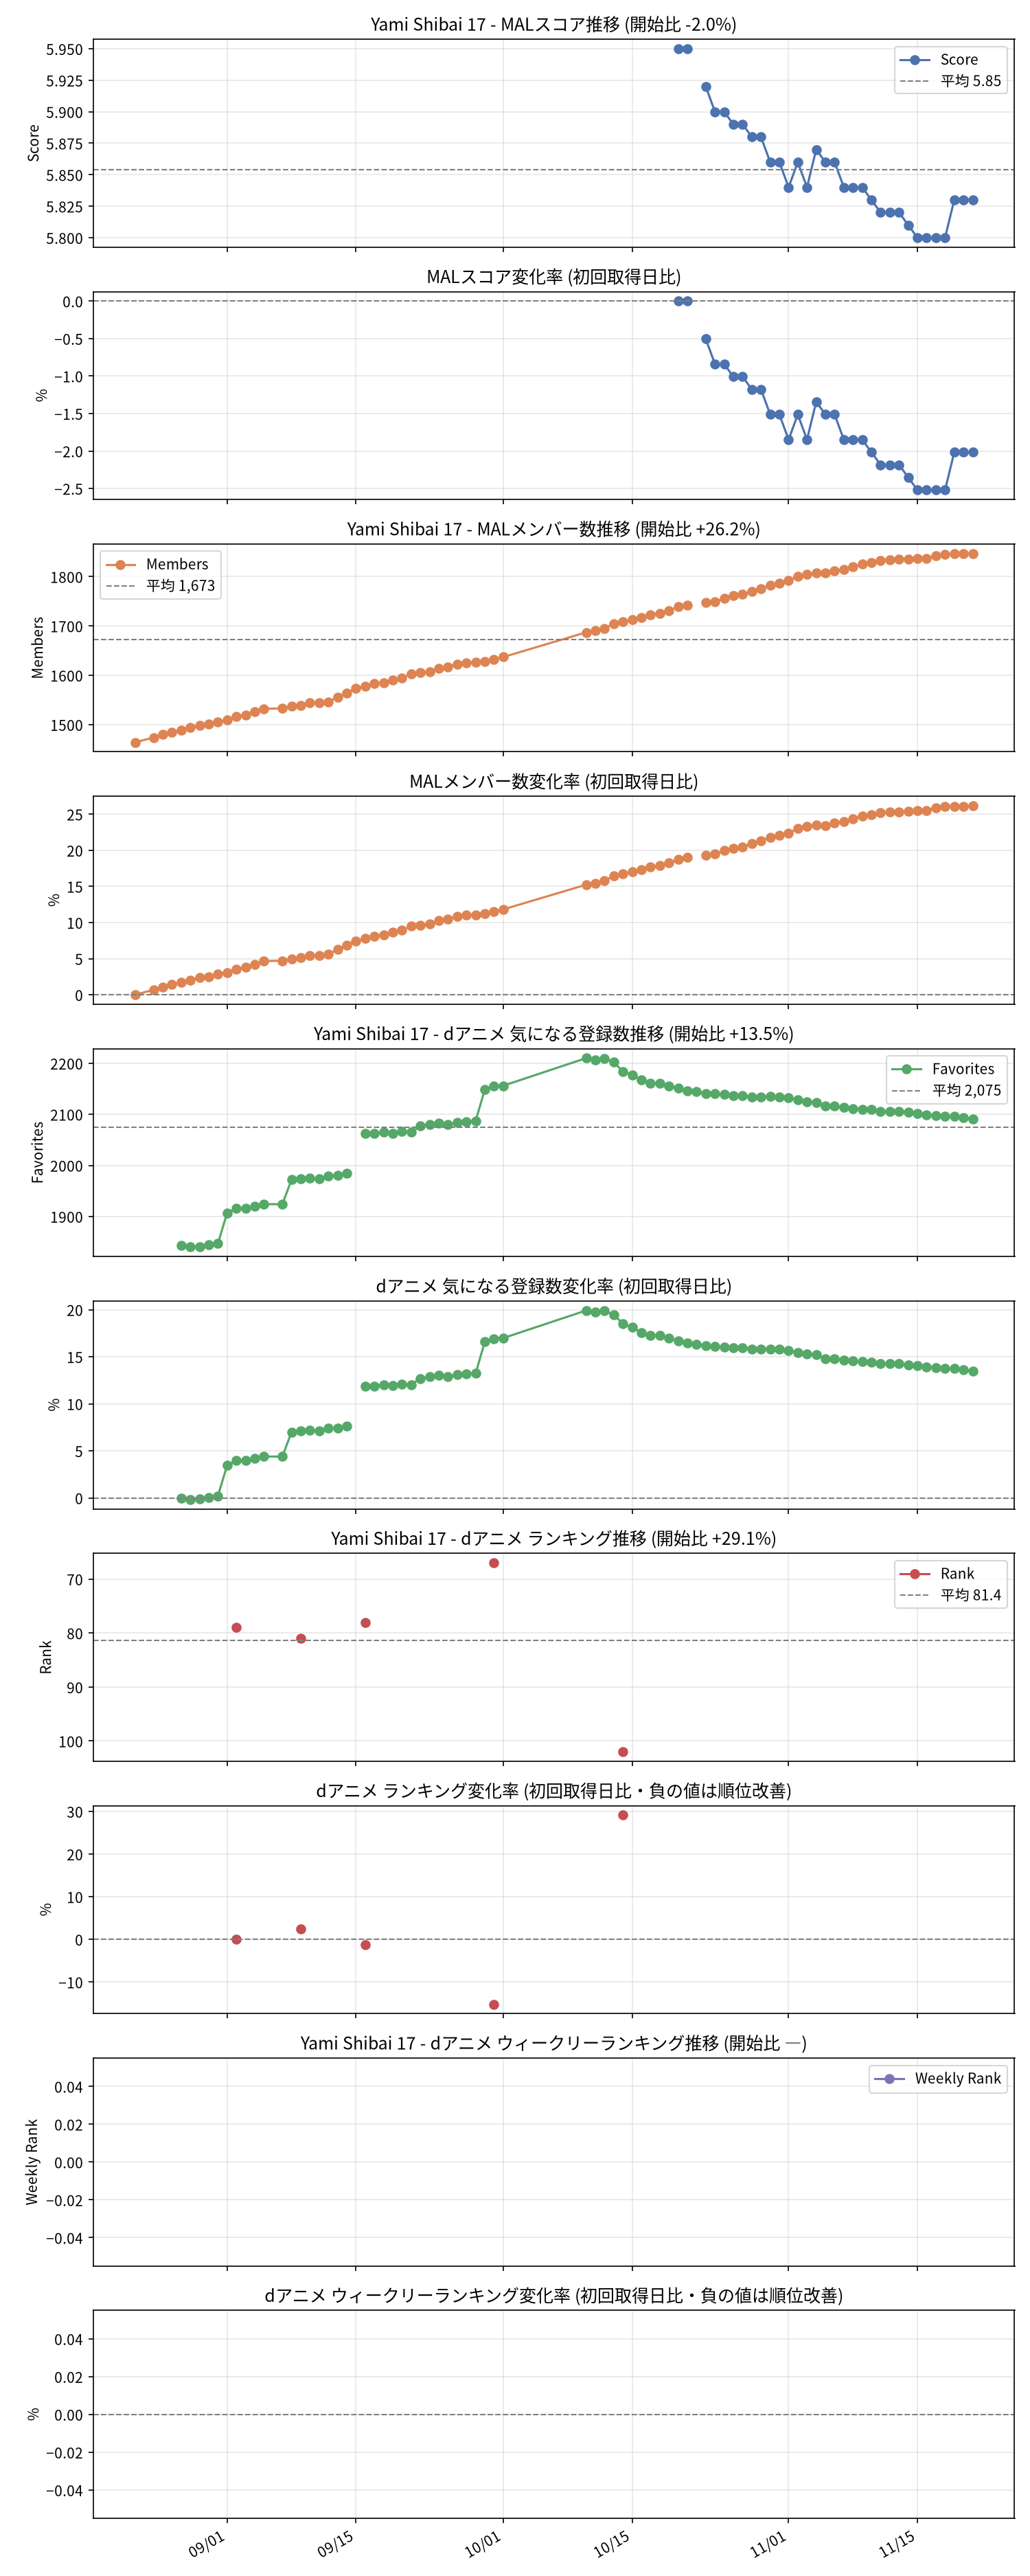 Yami Shibai 17 - MALスコア推移 (開始比 -2.0%)
5.950
5.925
5.900
5.875
5.850
5.825
5.800
Score
Score
平均 5.85
MALスコア変化率 (初回取得日比)
0.0
−0.5
−1.0
−1.5
−2.0
−2.5
%
Yami Shibai 17 - MALメンバー数推移 (開始比 +26.2%)
1800
1700
1600
1500
Members
Members
平均 1,673
MALメンバー数変化率 (初回取得日比)
25
20
15
10
5
0
%
Yami Shibai 17 - dアニメ 気になる登録数推移 (開始比 +13.5%)
2200
2100
2000
1900
Favorites
Favorites
平均 2,075
dアニメ 気になる登録数変化率 (初回取得日比)
20
15
10
5
0
%
Yami Shibai 17 - dアニメ ランキング推移 (開始比 +29.1%)
70
80
90
100
Rank
Rank
平均 81.4
dアニメ ランキング変化率 (初回取得日比・負の値は順位改善)
30
20
10
0
−10
%
Yami Shibai 17 - dアニメ ウィークリーランキング推移 (開始比 —)
0.04
0.02
0.00
−0.02
−0.04
Weekly Rank
Weekly Rank
dアニメ ウィークリーランキング変化率 (初回取得日比・負の値は順位改善)
0.04
0.02
0.00
−0.02
−0.04
%
09/01
09/15
10/01
10/15
11/01
11/15